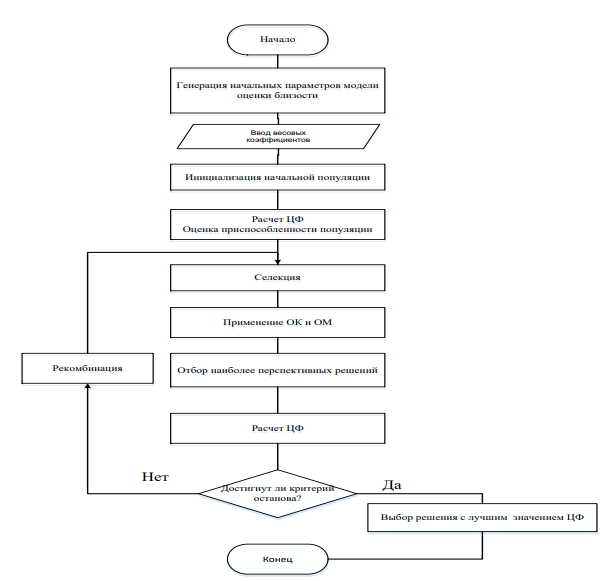 Начало
Генерация начальных параметров модели
оценки близости
Ввод весовых
коэффициентов
Инициализация начальной популяции
Расчет ЦФ
Оценка приспособленности популяции
Селекция
Применение ОК и ОМ
Рекомбинация
Отбор наиболее перспективных решений
Расчет ЦФ
Нет
Достигнут ли критерий
останова?
Да
Выбор решения с лучшим значением ЦФ
Конец